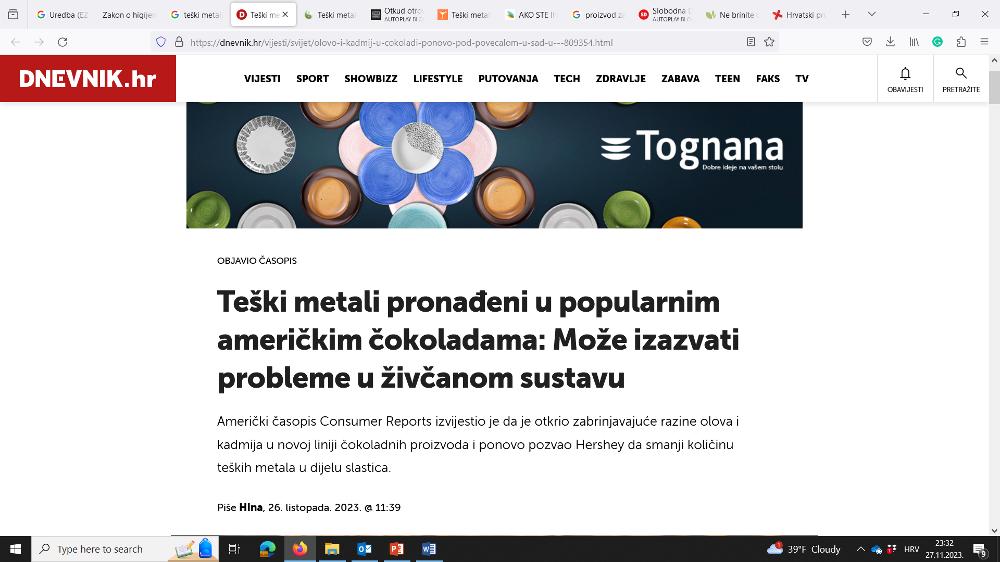 Uredba (EZ
Zakon o higijen
teški metali
Teški me
Teški metal
Otkud otrov
AUTOPLAY BLO
Teški metal
AKO STE IH
proizvod za
Slobodna D
AUTOPLAY BLO
Ne brinite
Hrvatski pro
https://dnevnik.hr/vijesti/svijet/olovo-i-kadmij-u-cokoladi-ponovo-pod-povecalom-u-sad-u---809354.html
DNEVNIK.hr
VIJESTI SPORT SHOWBIZZ LIFESTYLE PUTOVANJA TECH ZDRAVLJE ZABAVA TEEN FAKS TV
OBAVIJESTI
PRETRAŽITE
Tognana
Dobre ideje na vašem stolu
OBJAVIO ČASOPIS
Teški metali pronađeni u popularnim
američkim čokoladama: Može izazvati
probleme u živčanom sustavu
Američki časopis Consumer Reports izvijestio je da je otkrio zabrinjavajuće razine olova i
kadmija u novoj liniji čokoladnih proizvoda i ponovo pozvao Hershey da smanji količinu
teških metala u dijelu slastica.
Piše Hina, 26. listopada. 2023. @ 11:39
Type here to search
1
39°F Cloudy
1
HRV
23:32
27.11.2023.
9